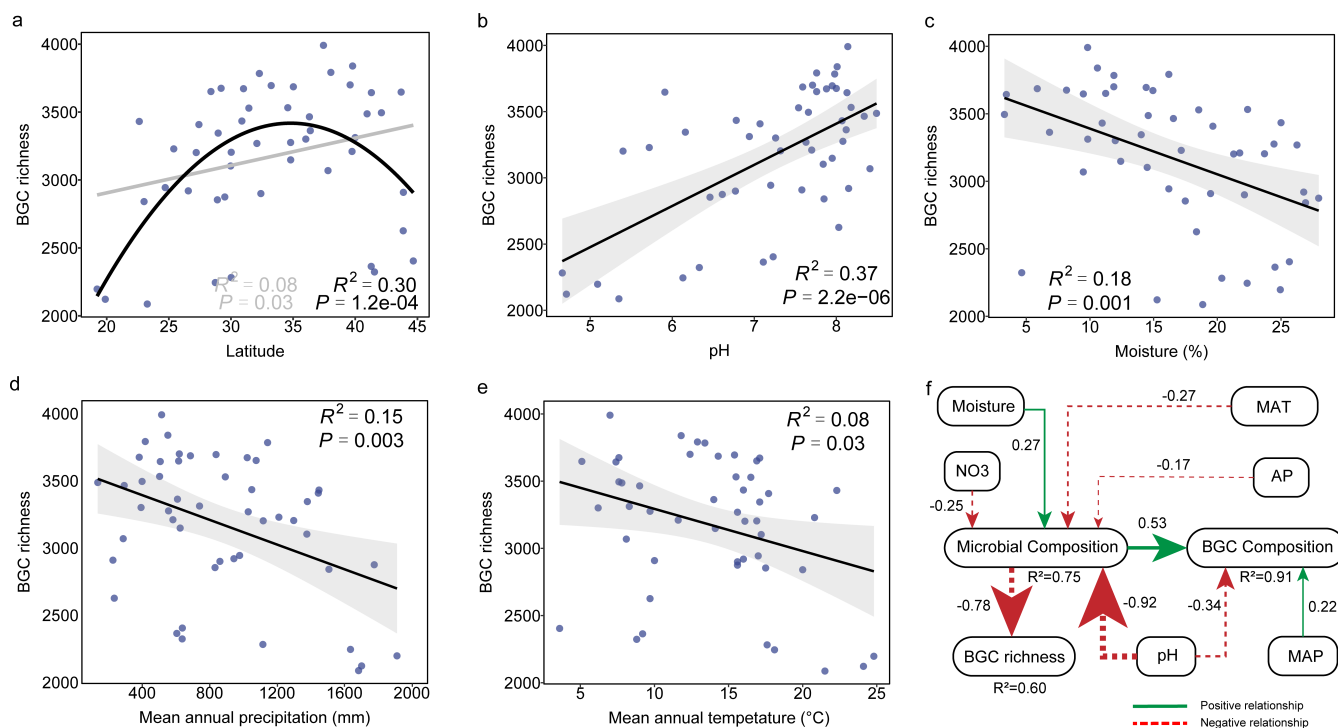 a
BGC richness
4000
3500
3000
2500
2000
R² = 0.08
P = 0.03
R² = 0.30
P = 1.2e-04
20
25
30
35
40
45
Latitude
b
BGC richness
4000
3500
3000
2500
2000
R² = 0.37
P = 2.2e−06
5
6
7
8
pH
c
BGC richness
4000
3500
3000
2500
2000
R² = 0.18
P = 0.001
5
10
15
20
25
Moisture (%)
d
BGC richness
4000
3500
3000
2500
2000
R² = 0.15
P = 0.003
400
800
1200
1600
2000
Mean annual precipitation (mm)
e
BGC richness
4000
3500
3000
2500
2000
R² = 0.08
P = 0.03
5
10
15
20
25
Mean annual tempetature (°C)
f
Moisture
-0.27
MAT
0.27
NO3
-0.17
AP
-0.25
0.53
Microbial Composition
BGC Composition
R²=0.75
R²=0.91
-0.78
-0.92
-0.34
0.22
BGC richness
pH
MAP
R²=0.60
Positive relationship
Negative relationship